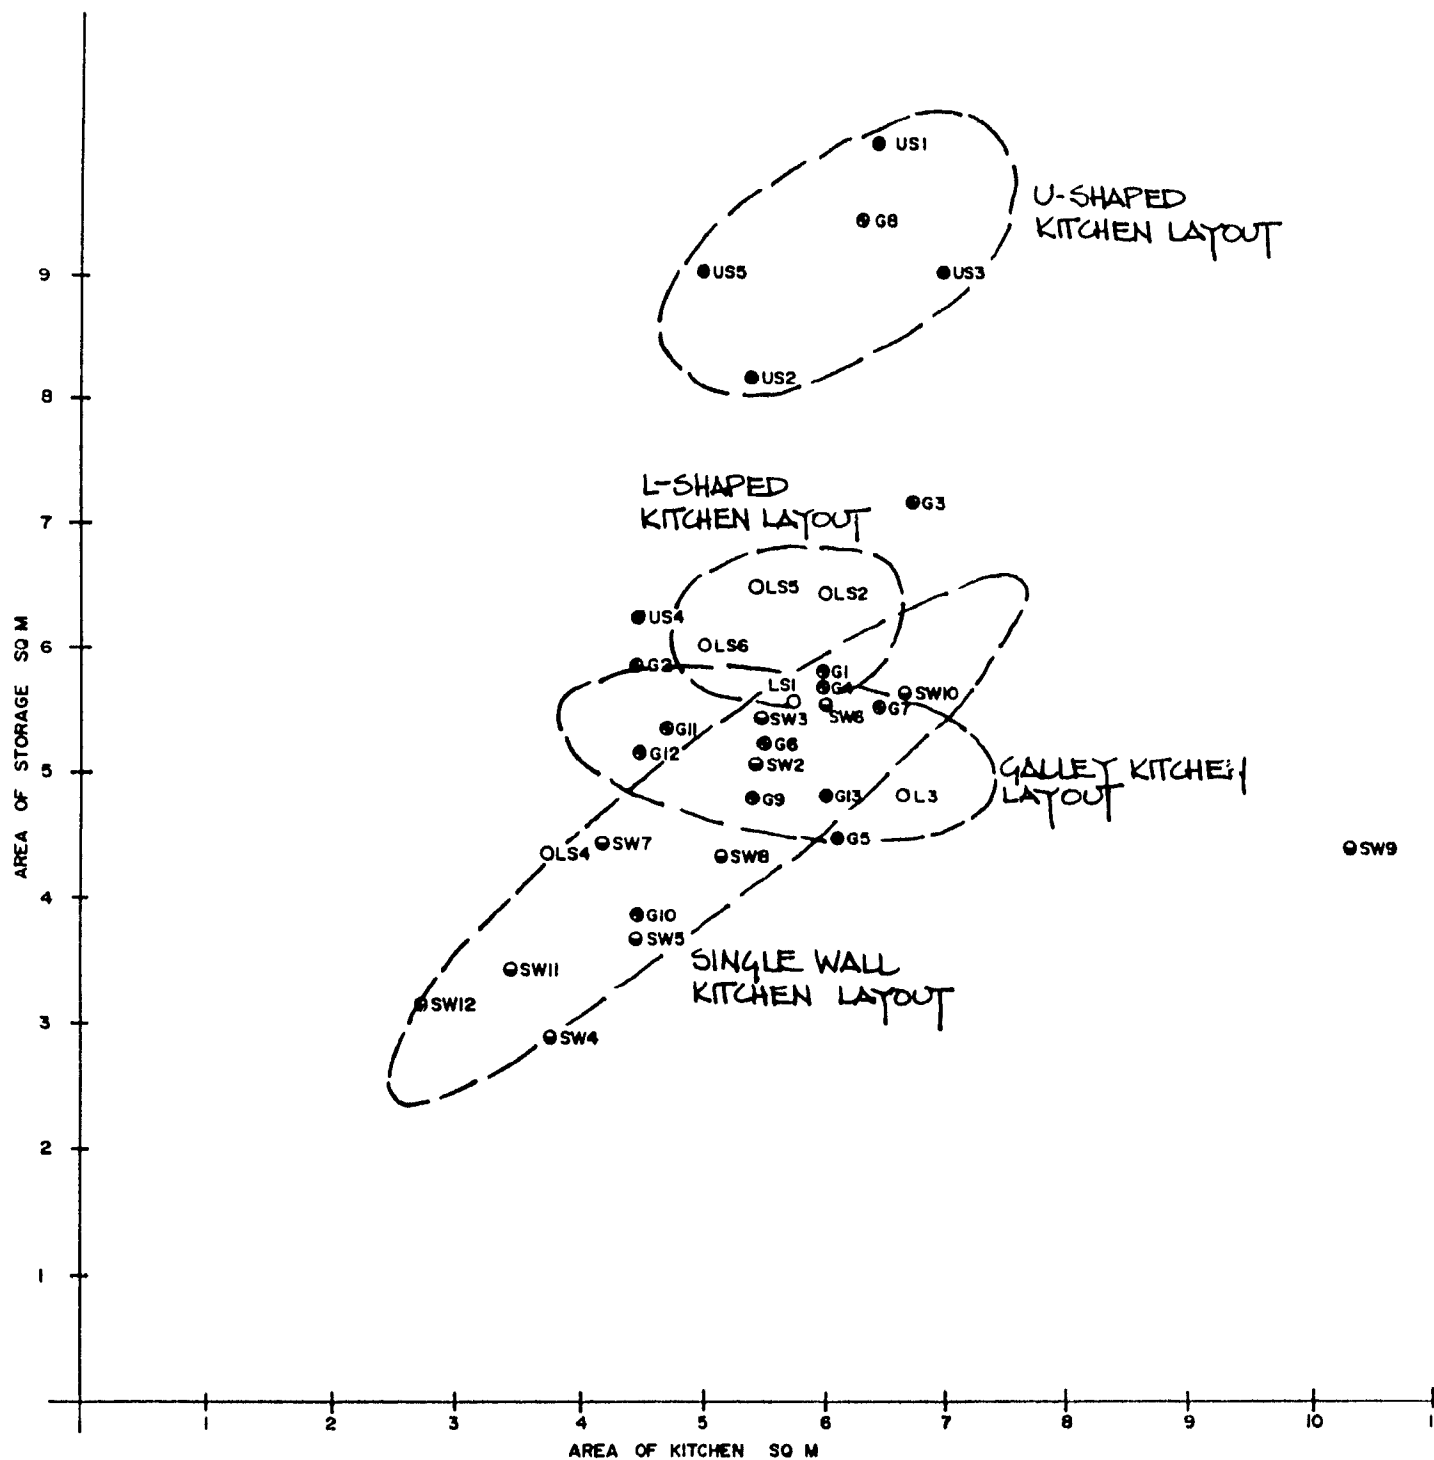 US1
U-SHAPED
KITCHEN LAYOUT
G8
9
US5
US3
US2
8
L-SHAPED
KITCHEN LAYOUT
7
G3
LS5
LS2
US4
6
LS6
G2
G1
LS1
G4
SW10
SW3
SW6
G7
G11
G6
G12
SW2
5
GALLEY KITCHEN
LAYOUT
G9
G13
L3
G5
SW7
LS4
SW8
SW9
4
G10
SW5
SINGLE WALL
KITCHEN LAYOUT
SW11
SW12
3
SW4
2
1
AREA OF STORAGE SQ M
1 2 3 4 5 6 7 8 9 10 1
AREA OF KITCHEN SQ M